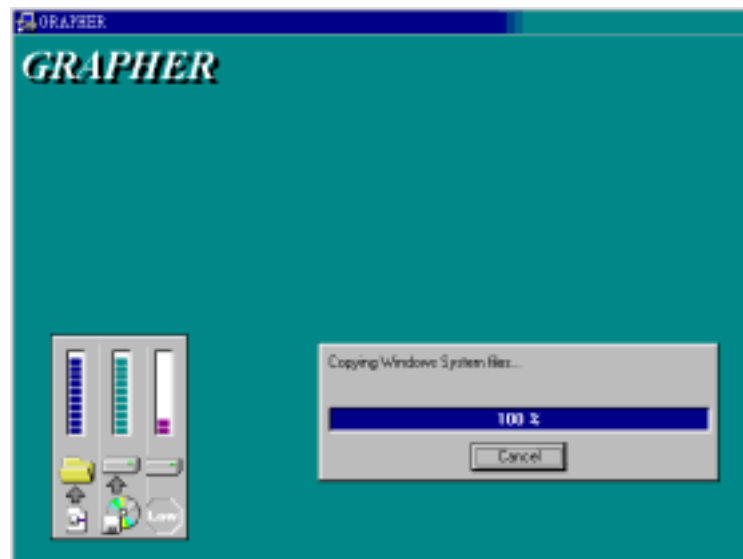 GRAPHER
GRAPHER
Copying Windows System files...
100 %
Cancel
Low